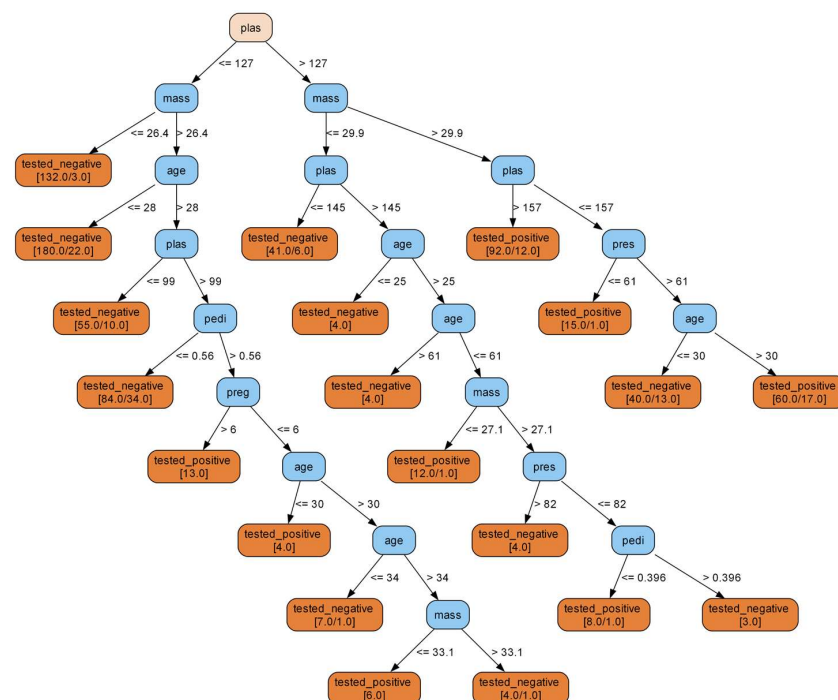 plas
<= 127
> 127
mass
mass
<= 26.4
> 26.4
<= 29.9
> 29.9
tested_negative
[132.0/3.0]
age
plas
plas
<= 28
> 28
<= 145
> 145
> 157
<= 157
tested_negative
[180.0/22.0]
plas
tested_negative
[41.0/6.0]
age
tested_positive
[92.0/12.0]
pres
<= 99
> 99
<= 25
> 25
<= 61
> 61
tested_negative
[55.0/10.0]
pedi
tested_negative
[4.0]
age
tested_positive
[15.0/1.0]
age
<= 0.56
> 0.56
> 61
<= 61
<= 30
> 30
tested_negative
[84.0/34.0]
preg
tested_negative
[4.0]
mass
tested_negative
[40.0/13.0]
tested_positive
[60.0/17.0]
> 6
<= 6
<= 27.1
> 27.1
tested_positive
[13.0]
age
tested_positive
[12.0/1.0]
pres
<= 30
> 30
> 82
<= 82
tested_positive
[4.0]
age
tested_negative
[4.0]
pedi
<= 34
> 34
<= 0.396
> 0.396
tested_negative
[7.0/1.0]
mass
tested_positive
[8.0/1.0]
tested_negative
[3.0]
<= 33.1
> 33.1
tested_positive
[6.0]
tested_negative
[4.0/1.0]